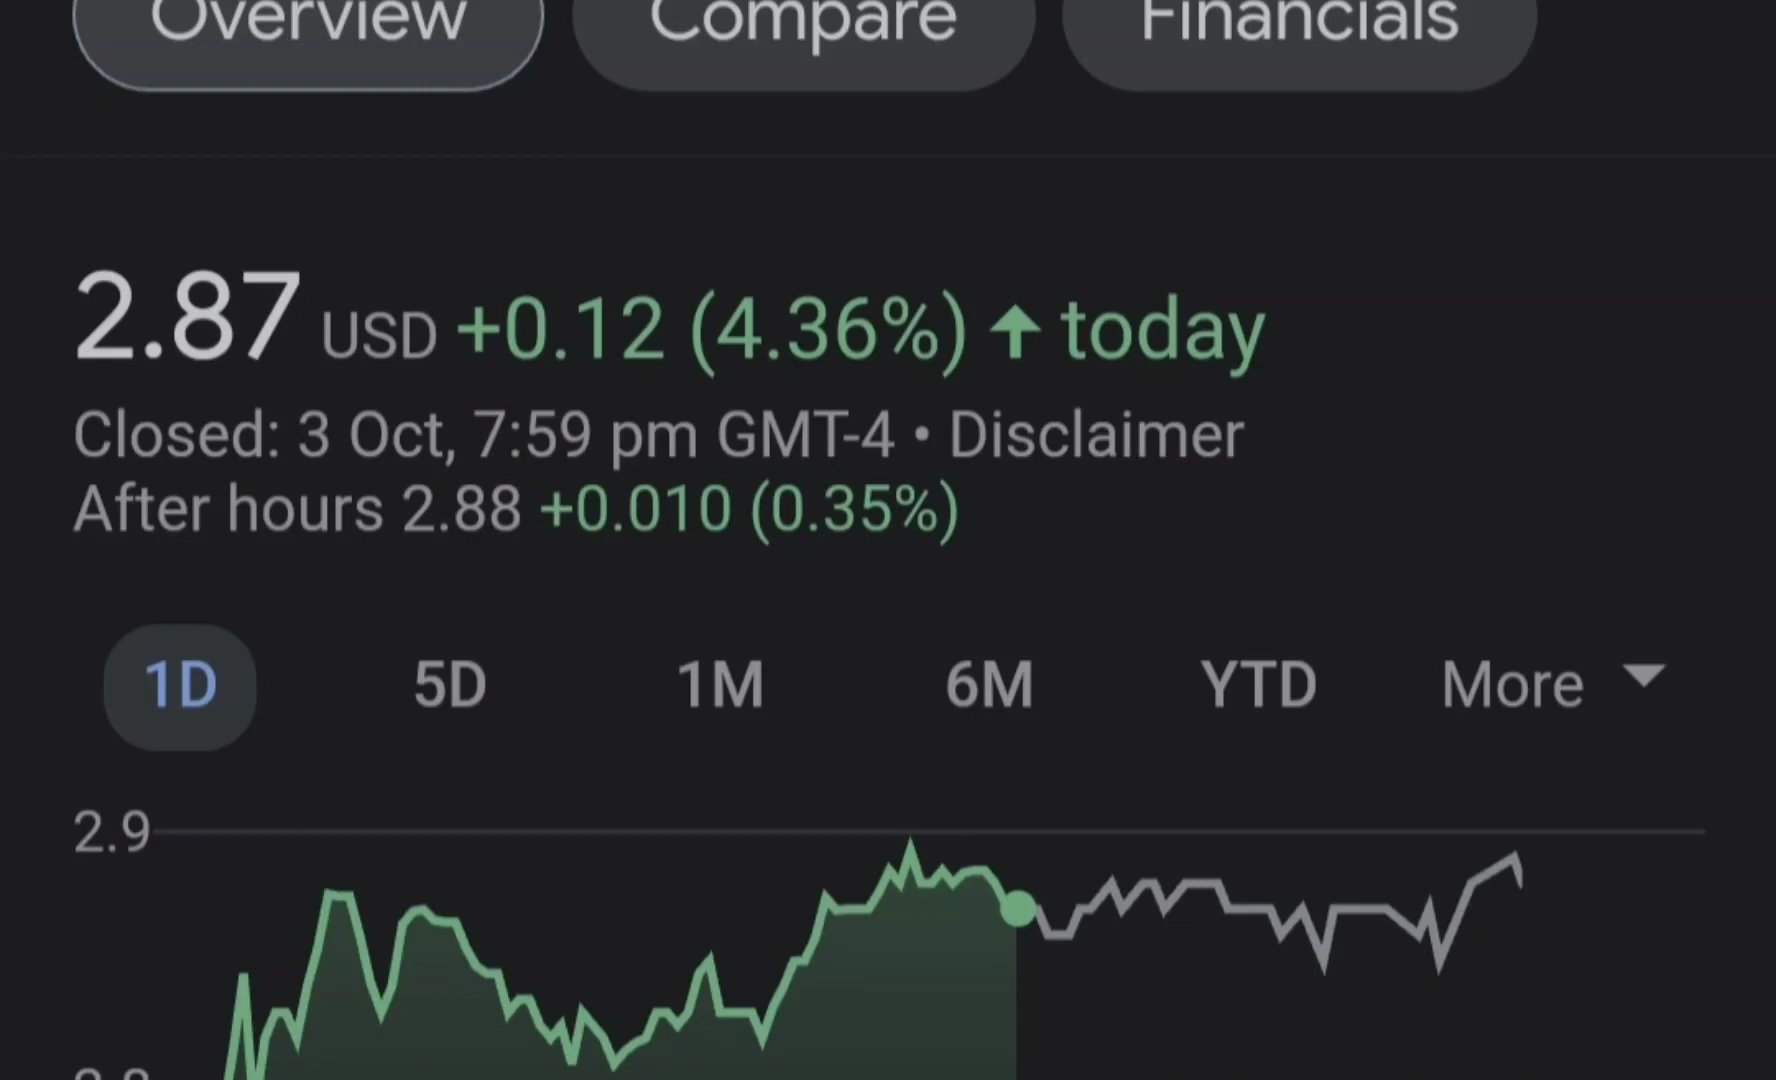 Overview Compare Financials
2.87 USD +0.12 (4.36%) ↑ today
Closed: 3 Oct, 7:59 pm GMT-4 • Disclaimer
After hours 2.88 +0.010 (0.35%)
1D 5D 1M 6M YTD More
2.9